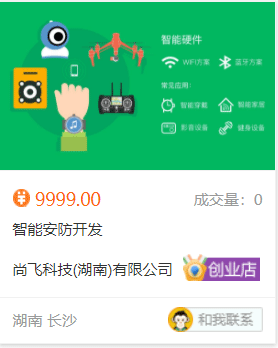 智能硬件
WIFI方案 蓝牙方案
常见应用：
智能穿戴 智能家居
影音设备 健身设备
¥ 9999.00 成交量：0
智能安防开发
尚飞科技(湖南)有限公司 创业店
湖南 长沙 和我联系